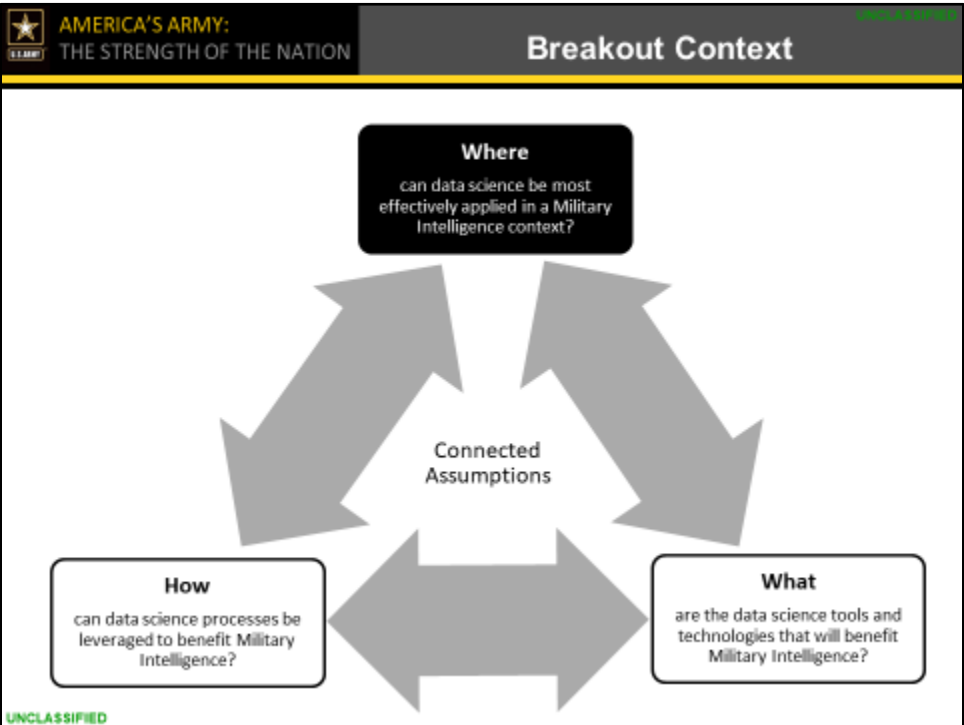 UNCLASSIFIED
AMERICA'S ARMY:
THE STRENGTH OF THE NATION
U.S. ARMY
Breakout Context
Where
can data science be most
effectively applied in a Military
Intelligence context?
Connected
Assumptions
How
can data science processes be
leveraged to benefit Military
Intelligence?
What
are the data science tools and
technologies that will benefit
Military Intelligence?
UNCLASSIFIED